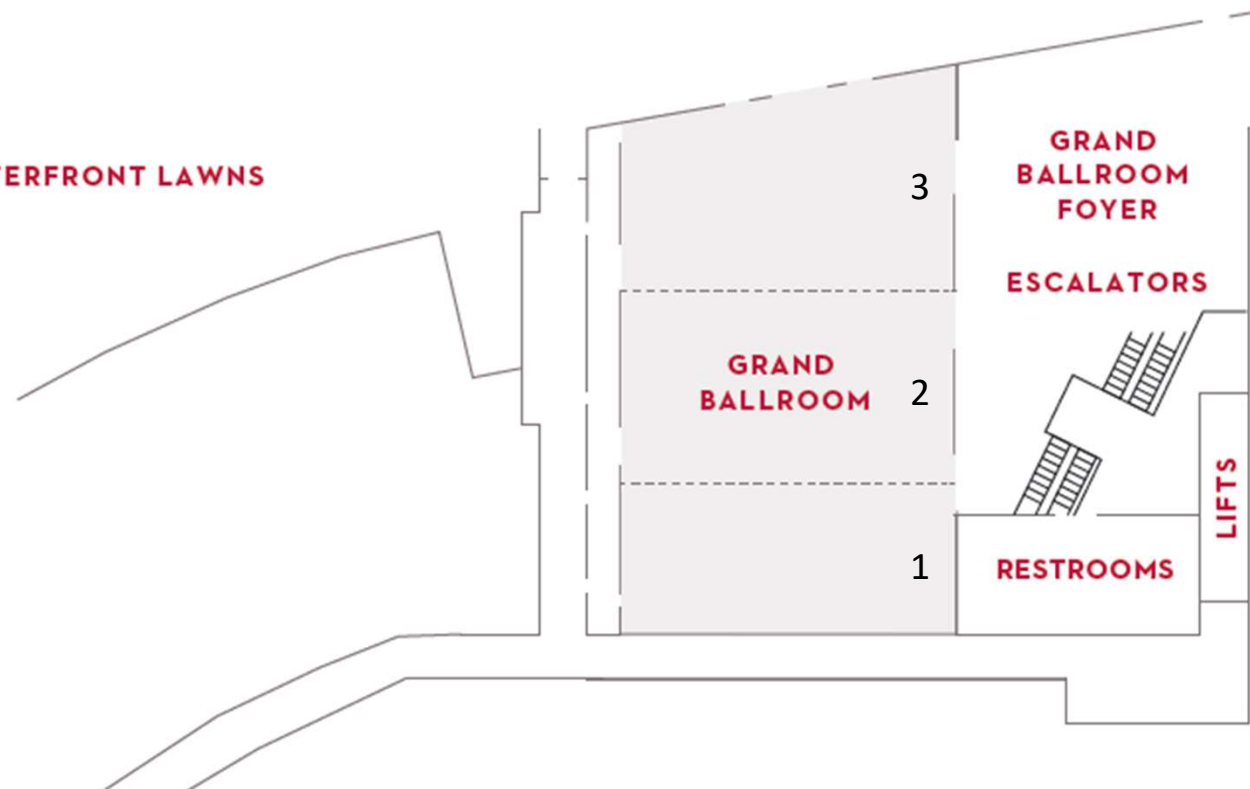 ERFRONT LAWNS
3
GRAND
BALLROOM
FOYER
ESCALATORS
GRAND
BALLROOM
2
LIFTS
1
RESTROOMS